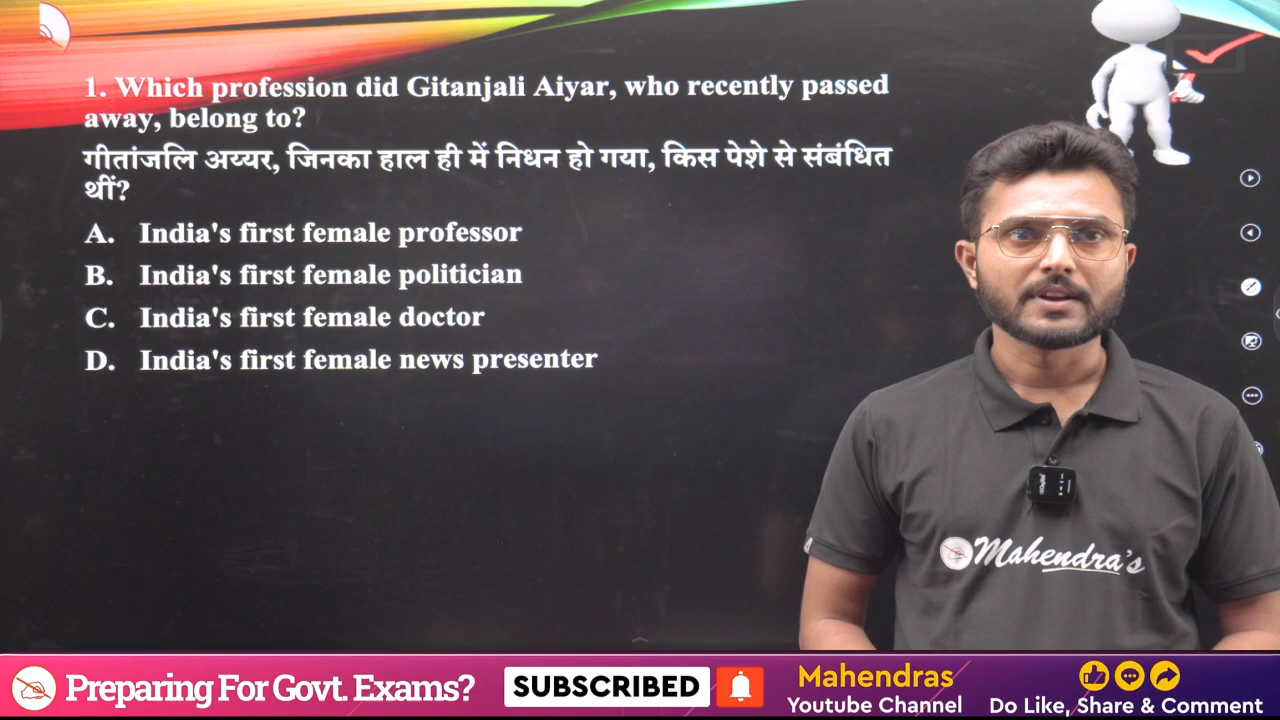 1. Which profession did Gitanjali Aiyar, who recently passed
away, belong to?
गीतांजलि अय्यर, जिनका हाल ही में निधन हो गया, किस पेशे से संबंधित
थीं?
A. India's first female professor
B. India's first female politician
C. India's first female doctor
D. India's first female news presenter
Mahendra's
Preparing For Govt. Exams?
SUBSCRIBED
Mahendras
YouTube Channel
Do Like, Share & Comment